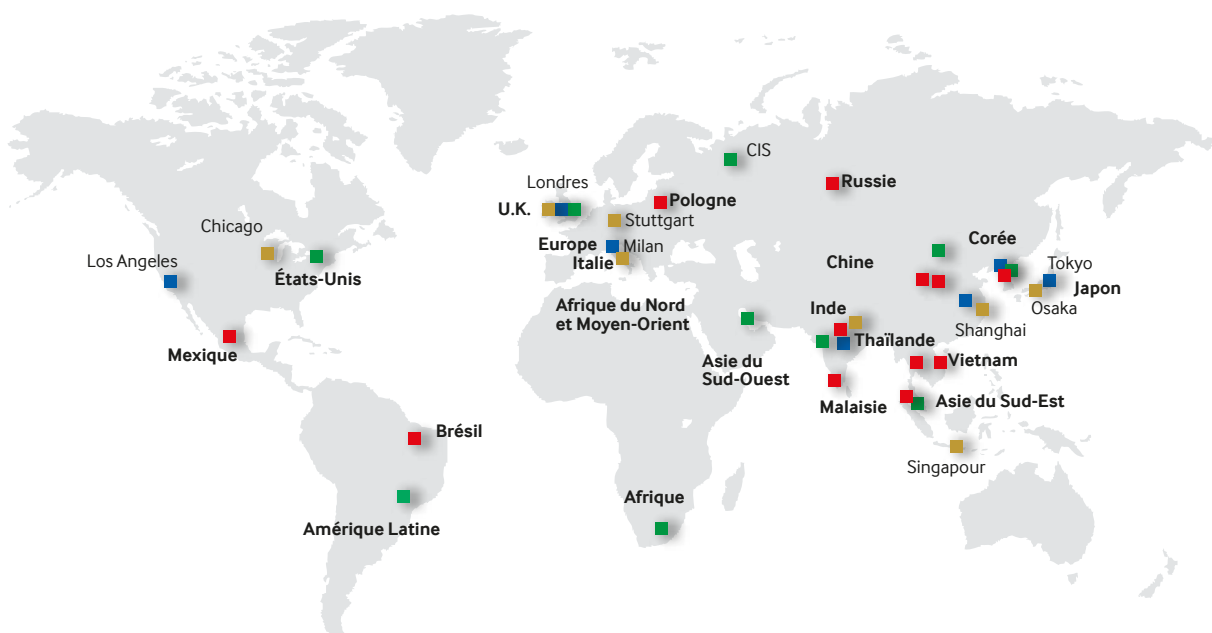 CIS
Londres
Russie
U.K.
Pologne
Stuttgart
Chicago
Europe
Milan
Corée
Los Angeles
Italie
Chine
Tokyo
États-Unis
Japon
Afrique du Nord
et Moyen-Orient
Inde
Osaka
Shanghai
Thaïlande
Mexique
Asie du
Sud-Ouest
Vietnam
Malaisie
Asie du Sud-Est
Brésil
Singapour
Afrique
Amérique Latine